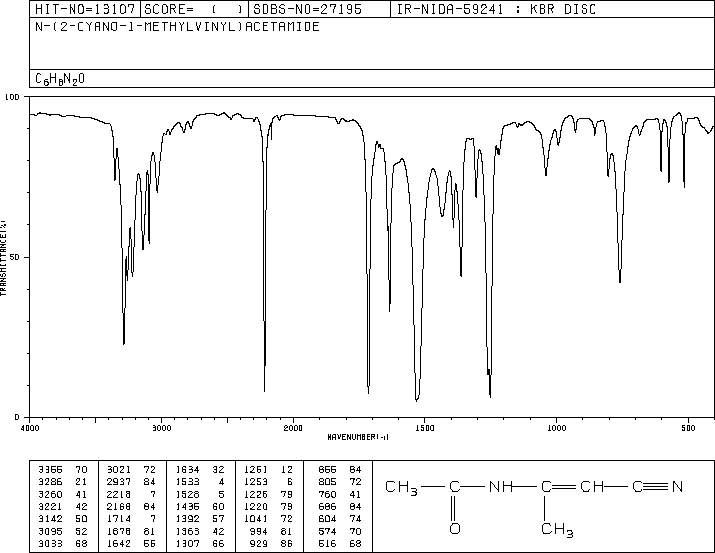 HIT-NO=13107 SCORE= ( ) SDBS-NO=27195 IR-NIDA-59241 : KBR DISC
N-(2-CYANO-1-METHYLVINYL)ACETAMIDE
C6H8N2O
100
50
0
TRANSMITTANCE(%)
4000 3000 2000 1500 1000 500
WAVENUMBER(-1)
3366 70 3021 72 1634 32 1261 12 866 84
3286 21 2937 84 1533 4 1253 6 805 72
3260 41 2218 7 1528 5 1226 79 760 41
3221 42 2168 84 1436 60 1220 79 686 84
3142 50 1714 7 1392 57 1041 72 604 74
3095 52 1678 81 1363 42 994 81 574 70
3033 68 1642 66 1307 66 929 86 516 68
CH3 C NH C CH C N
O CH3